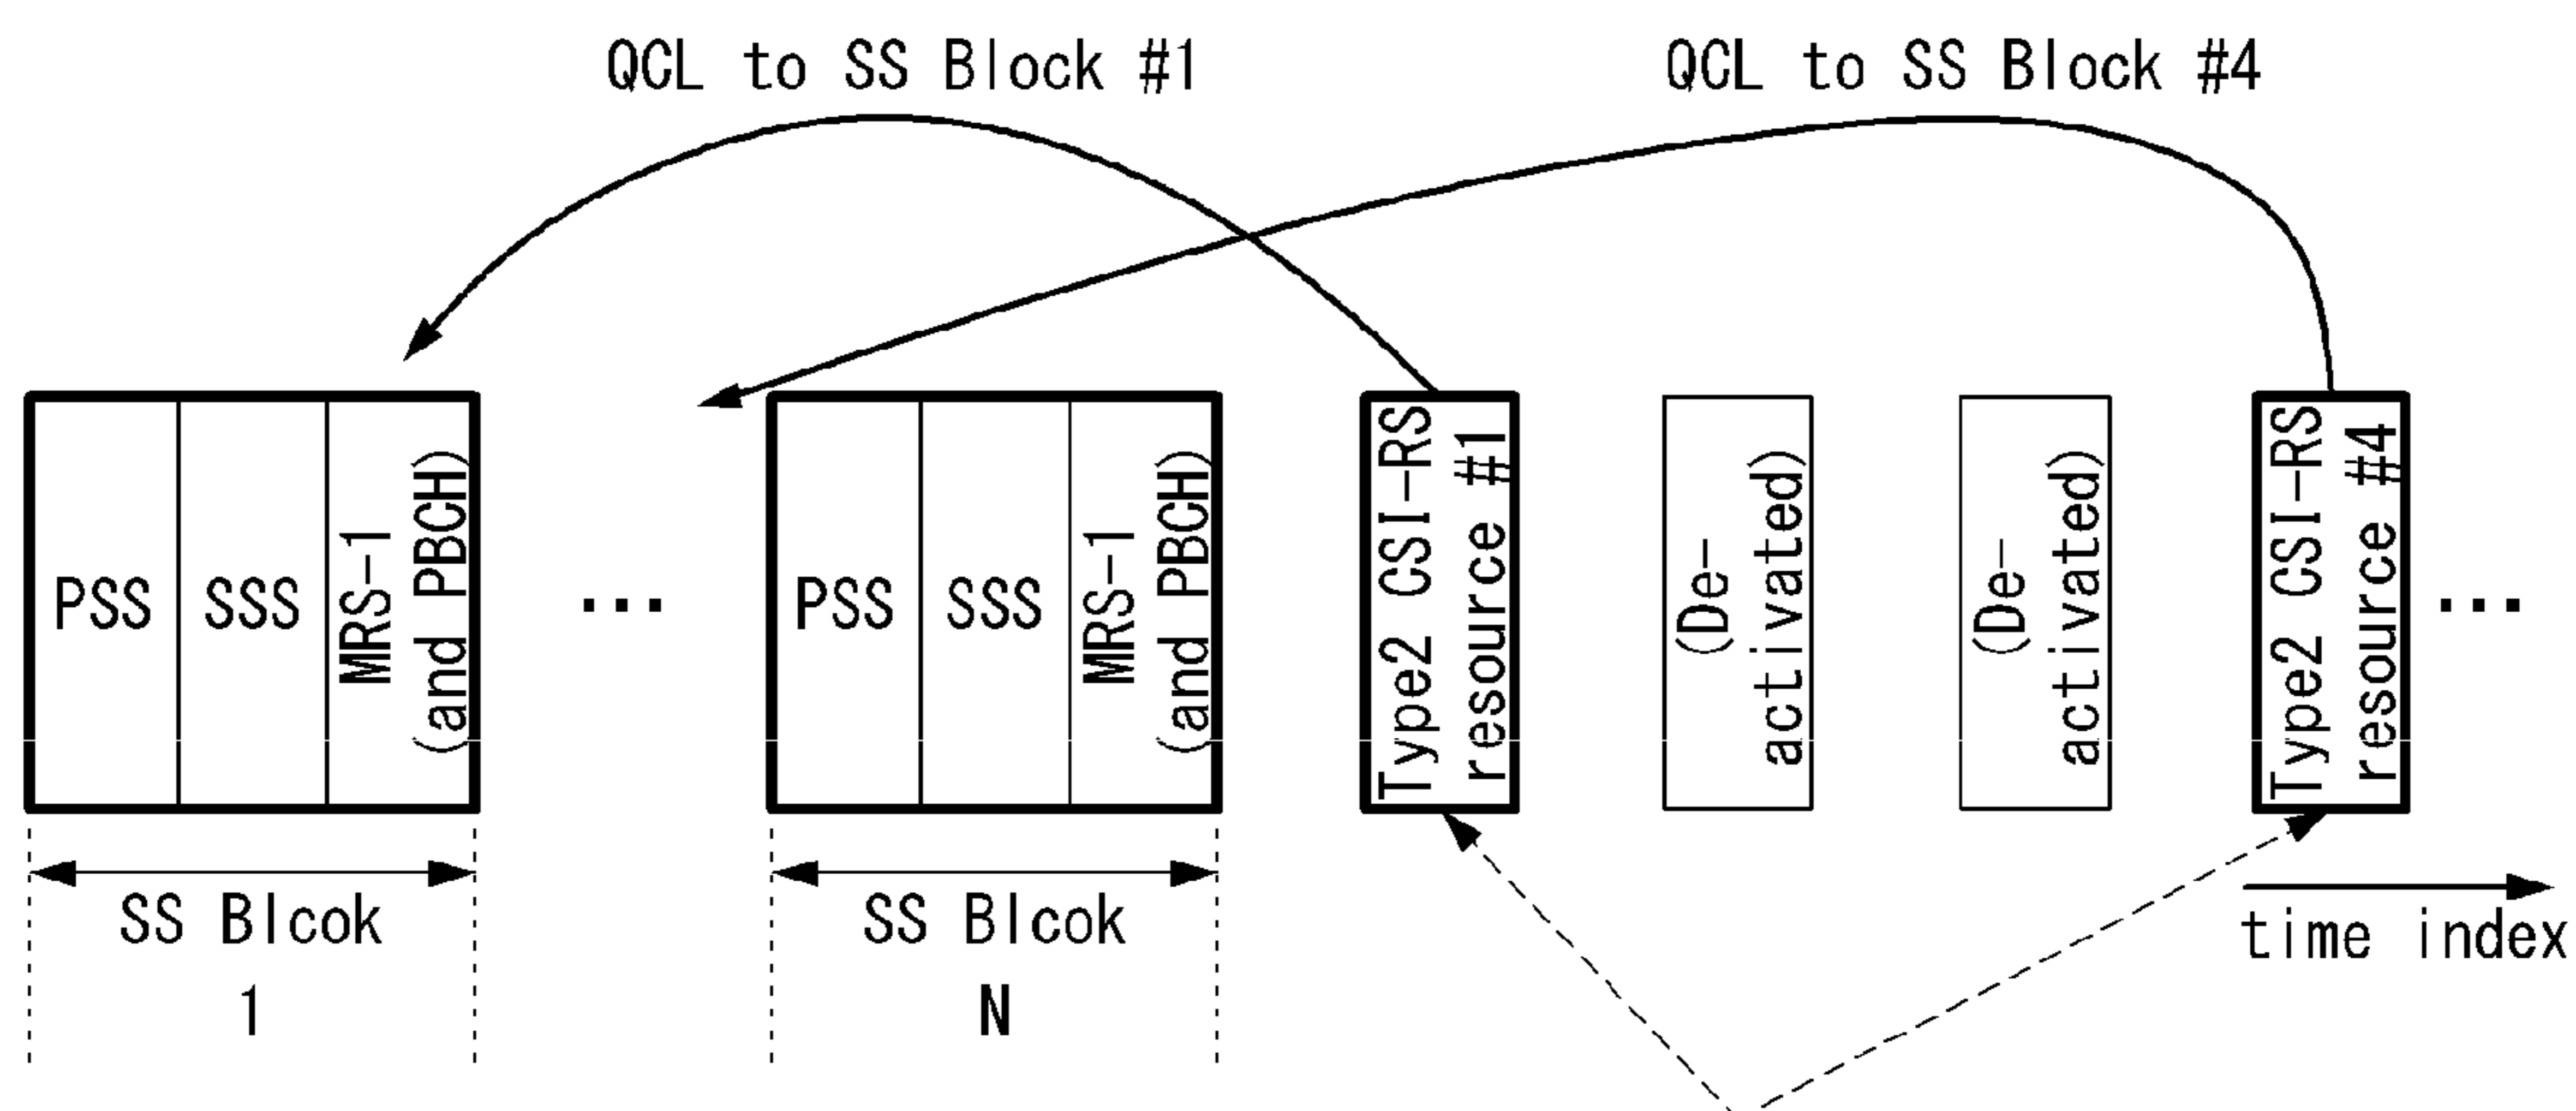 QCL to SS Block #1
QCL to SS Block #4
PSS
SSS
MRS-1
(and PBCH)
...
PSS
SSS
MRS-1
(and PBCH)
Type2 CSI-RS
resource #1
(De-
activated)
(De-
activated)
Type2 CSI-RS
resource #4
...
SS Blcok
1
SS Blcok
N
time index